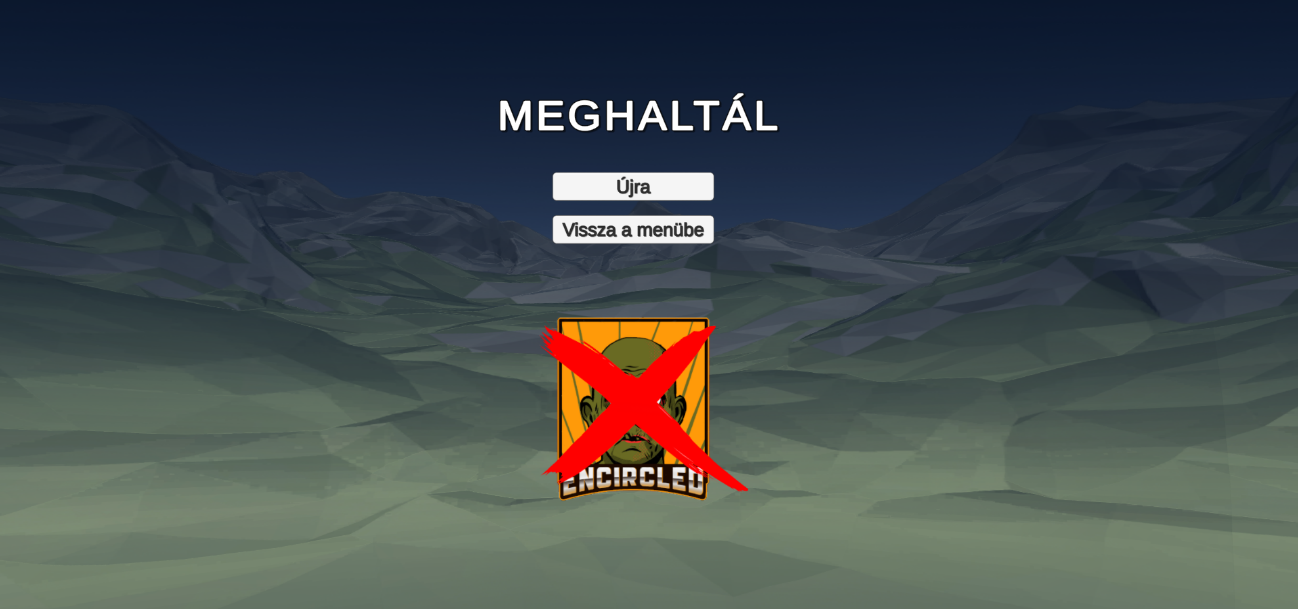 MEGHALTÁL
Újra
Vissza a menübe
ENCIRCLED